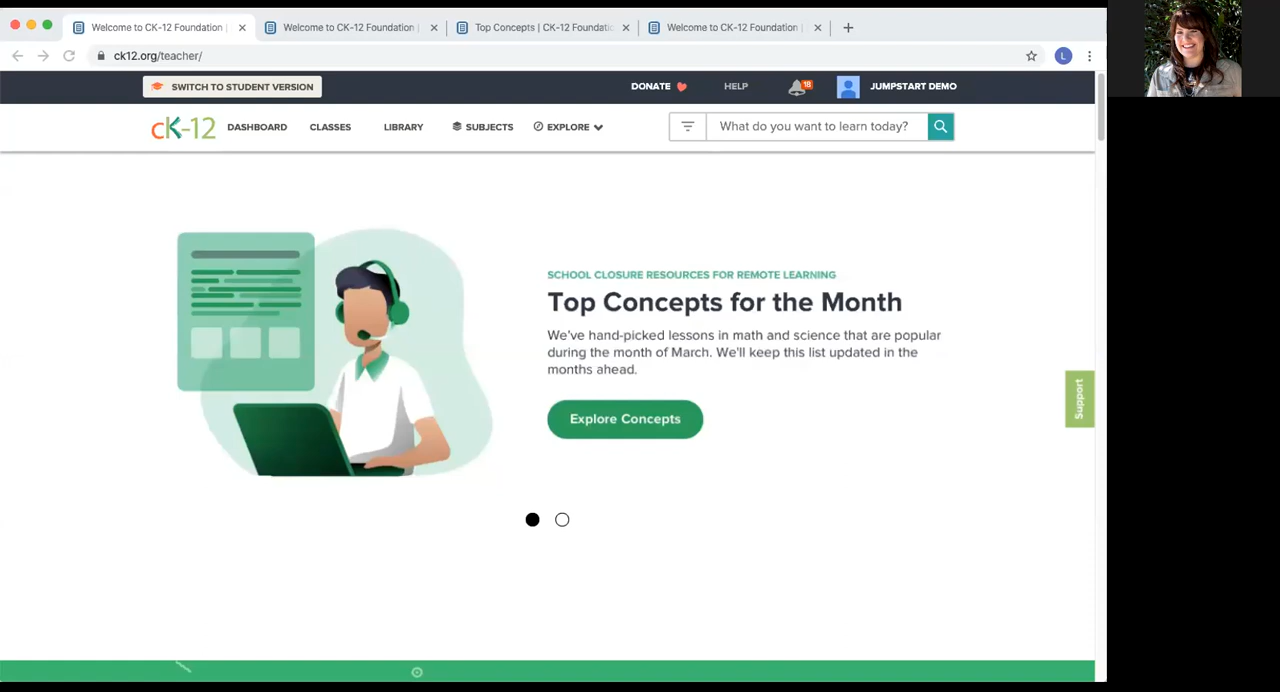 Welcome to CK-12 Foundation |
Welcome to CK-12 Foundation |
Top Concepts | CK-12 Foundatio
Welcome to CK-12 Foundation |
ck12.org/teacher/
L
SWITCH TO STUDENT VERSION
DONATE
HELP
18
JUMPSTART DEMO
cK-12
DASHBOARD
CLASSES
LIBRARY
SUBJECTS
EXPLORE
What do you want to learn today?
SCHOOL CLOSURE RESOURCES FOR REMOTE LEARNING
Top Concepts for the Month
We've hand-picked lessons in math and science that are popular
during the month of March. We'll keep this list updated in the
months ahead.
Explore Concepts
Support